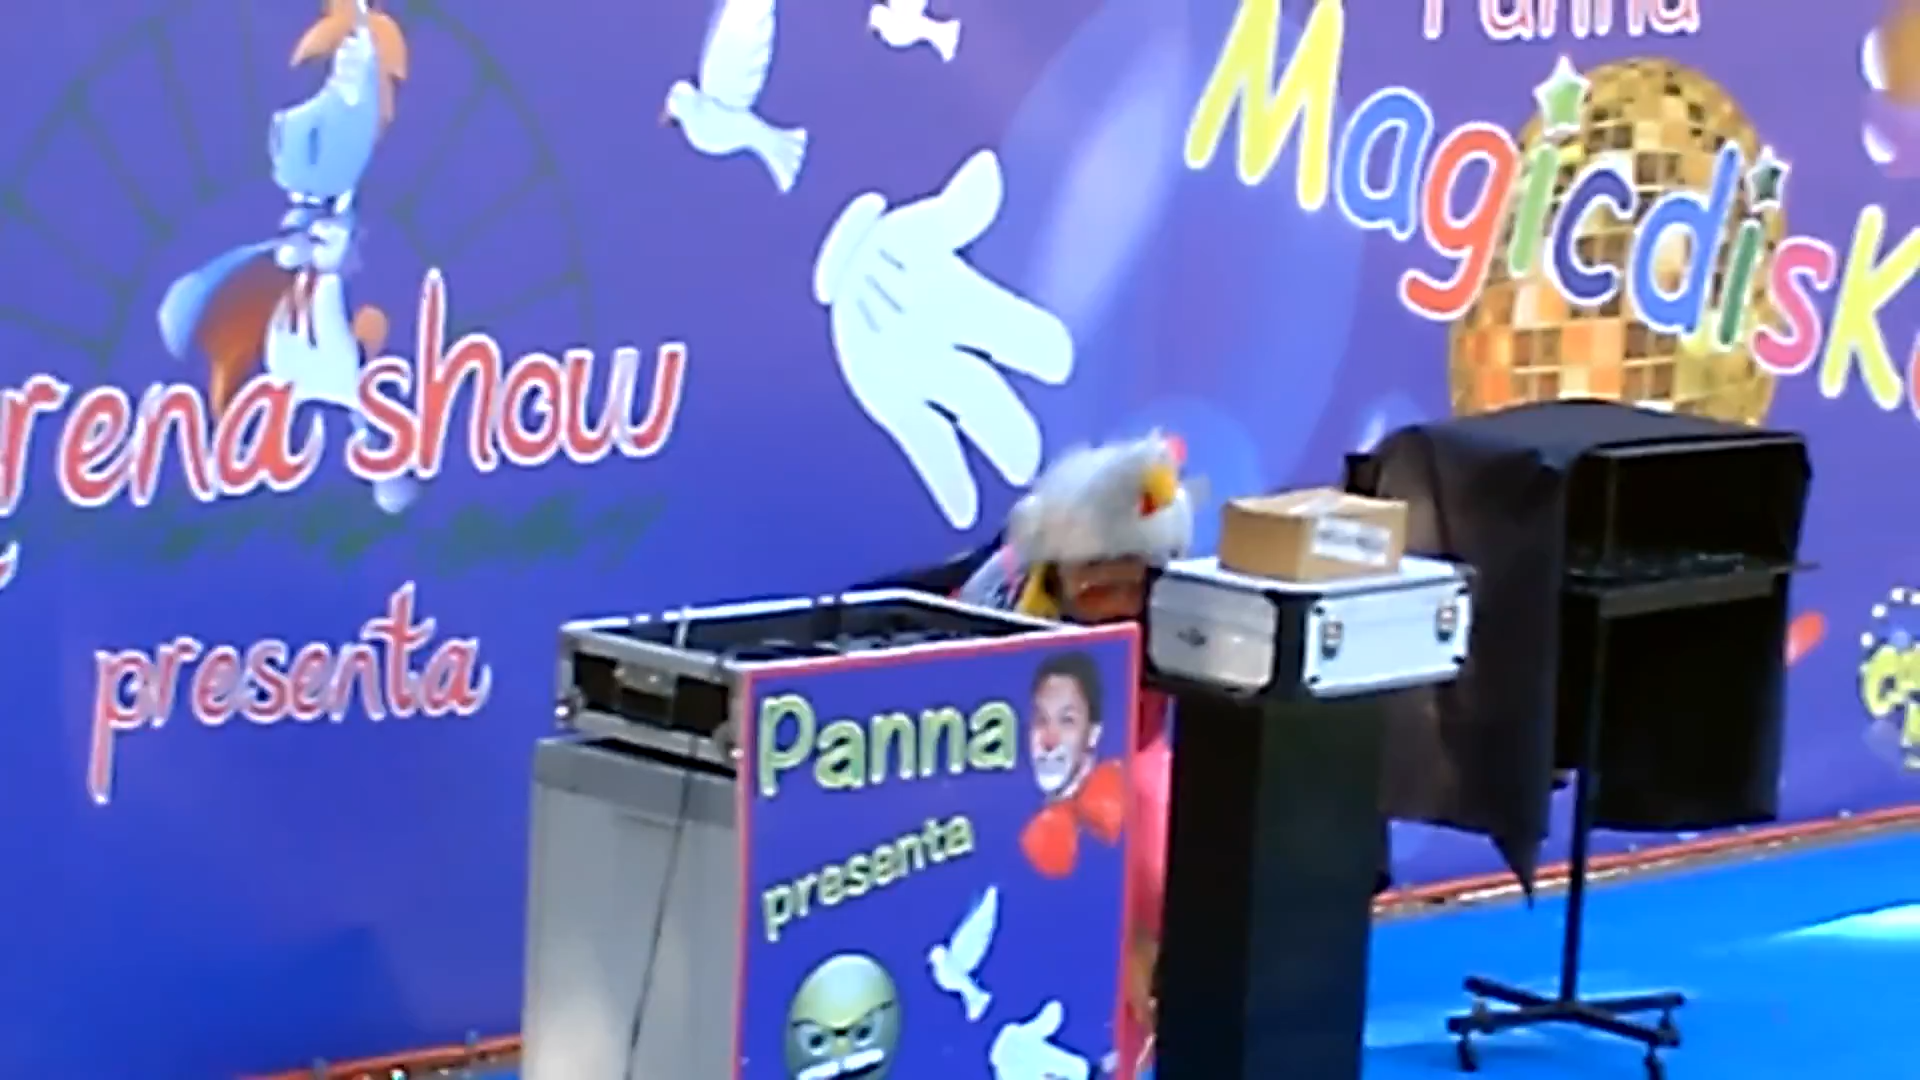 rena show
presenta
Panna
Magicdisk
Panna
presenta